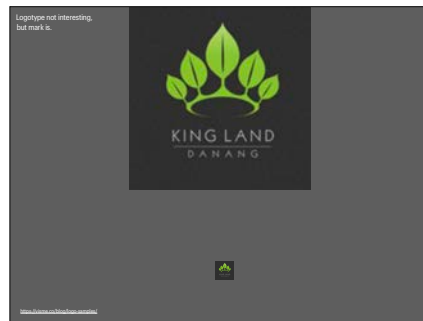 Logotype not interesting,
but mark is.
KING LAND
DANANG